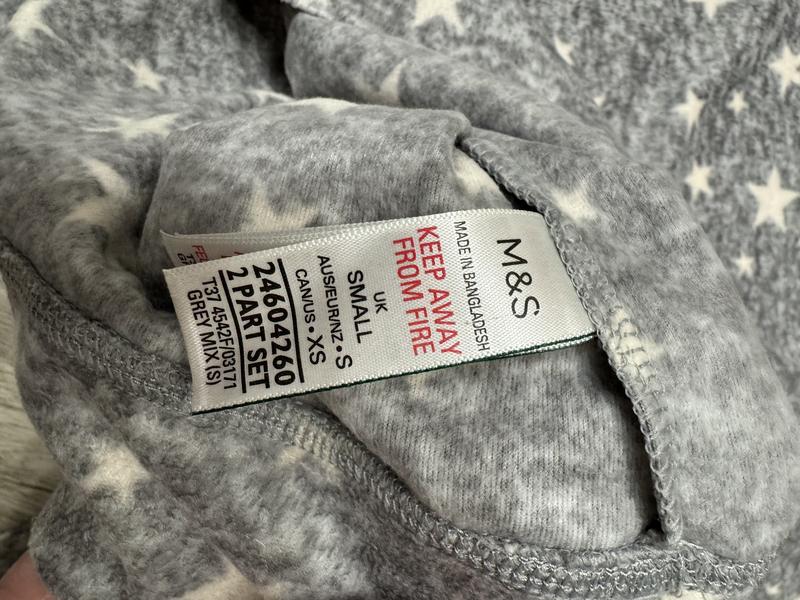 M&S
MADE IN BANGLADESH
KEEP AWAY
FROM FIRE
UK
SMALL
AUS/EUR/NZ • S
CAN/US • XS
24604260
2 PART SET
T37 4542F/03171
GREY MIX(S)